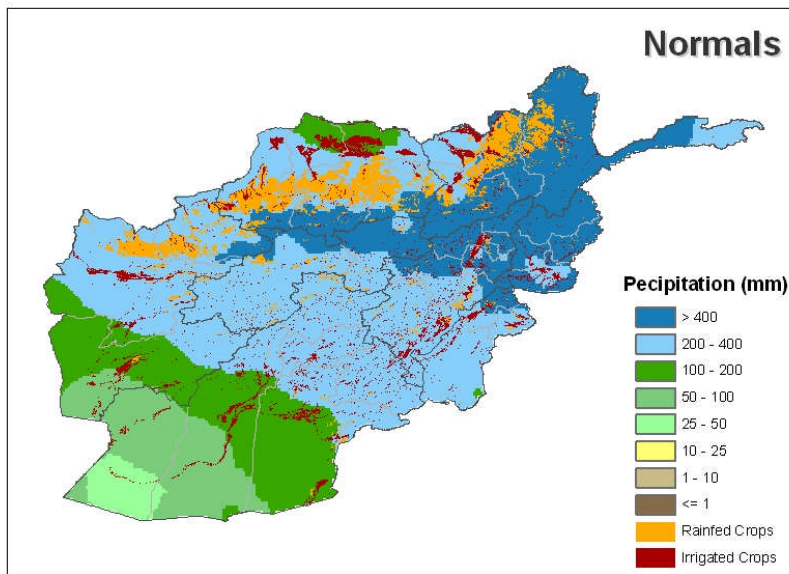 Normals
Pecipitation (mm)
> 400
200 - 400
100 - 200
50 - 100
25 - 50
10 - 25
1 - 10
<= 1
Rainfed Crops
Irrigated Crops